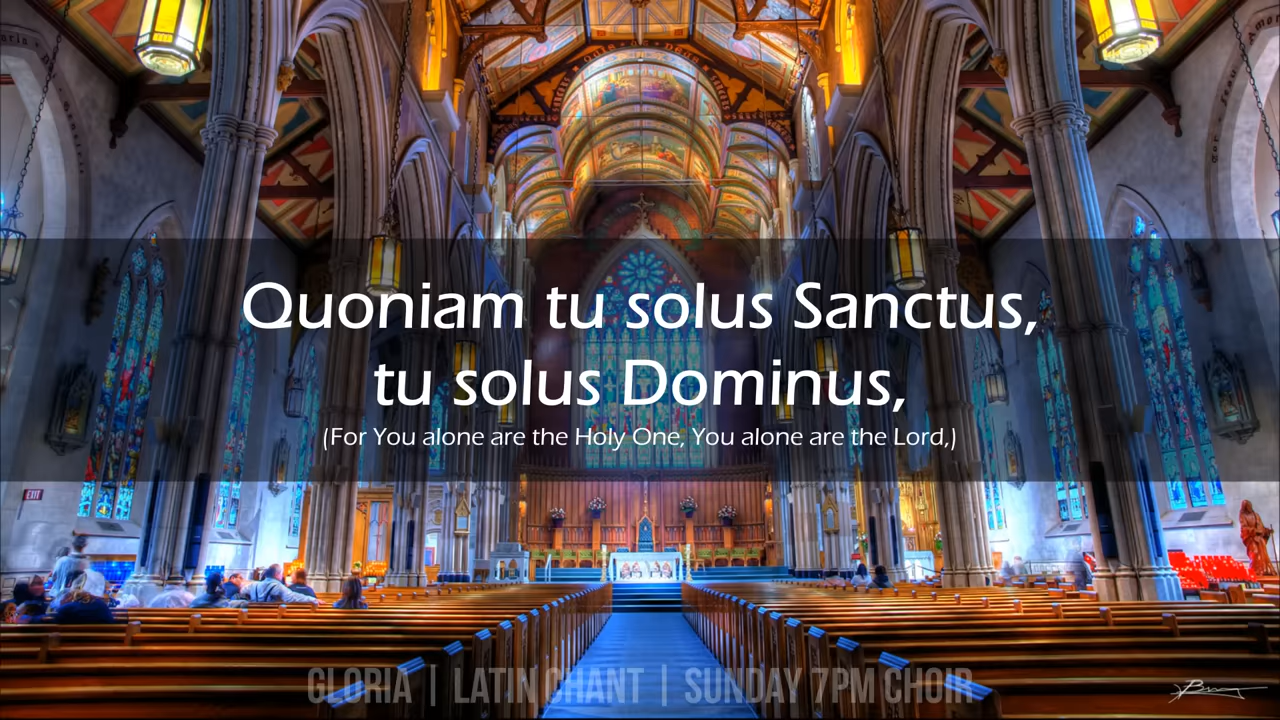 Quoniam tu solus Sanctus,
tu solus Dominus,
(For You alone are the Holy One, You alone are the Lord,)
EXIT
GLORIA | LATIN CHANT | SUNDAY 7PM CHOIR